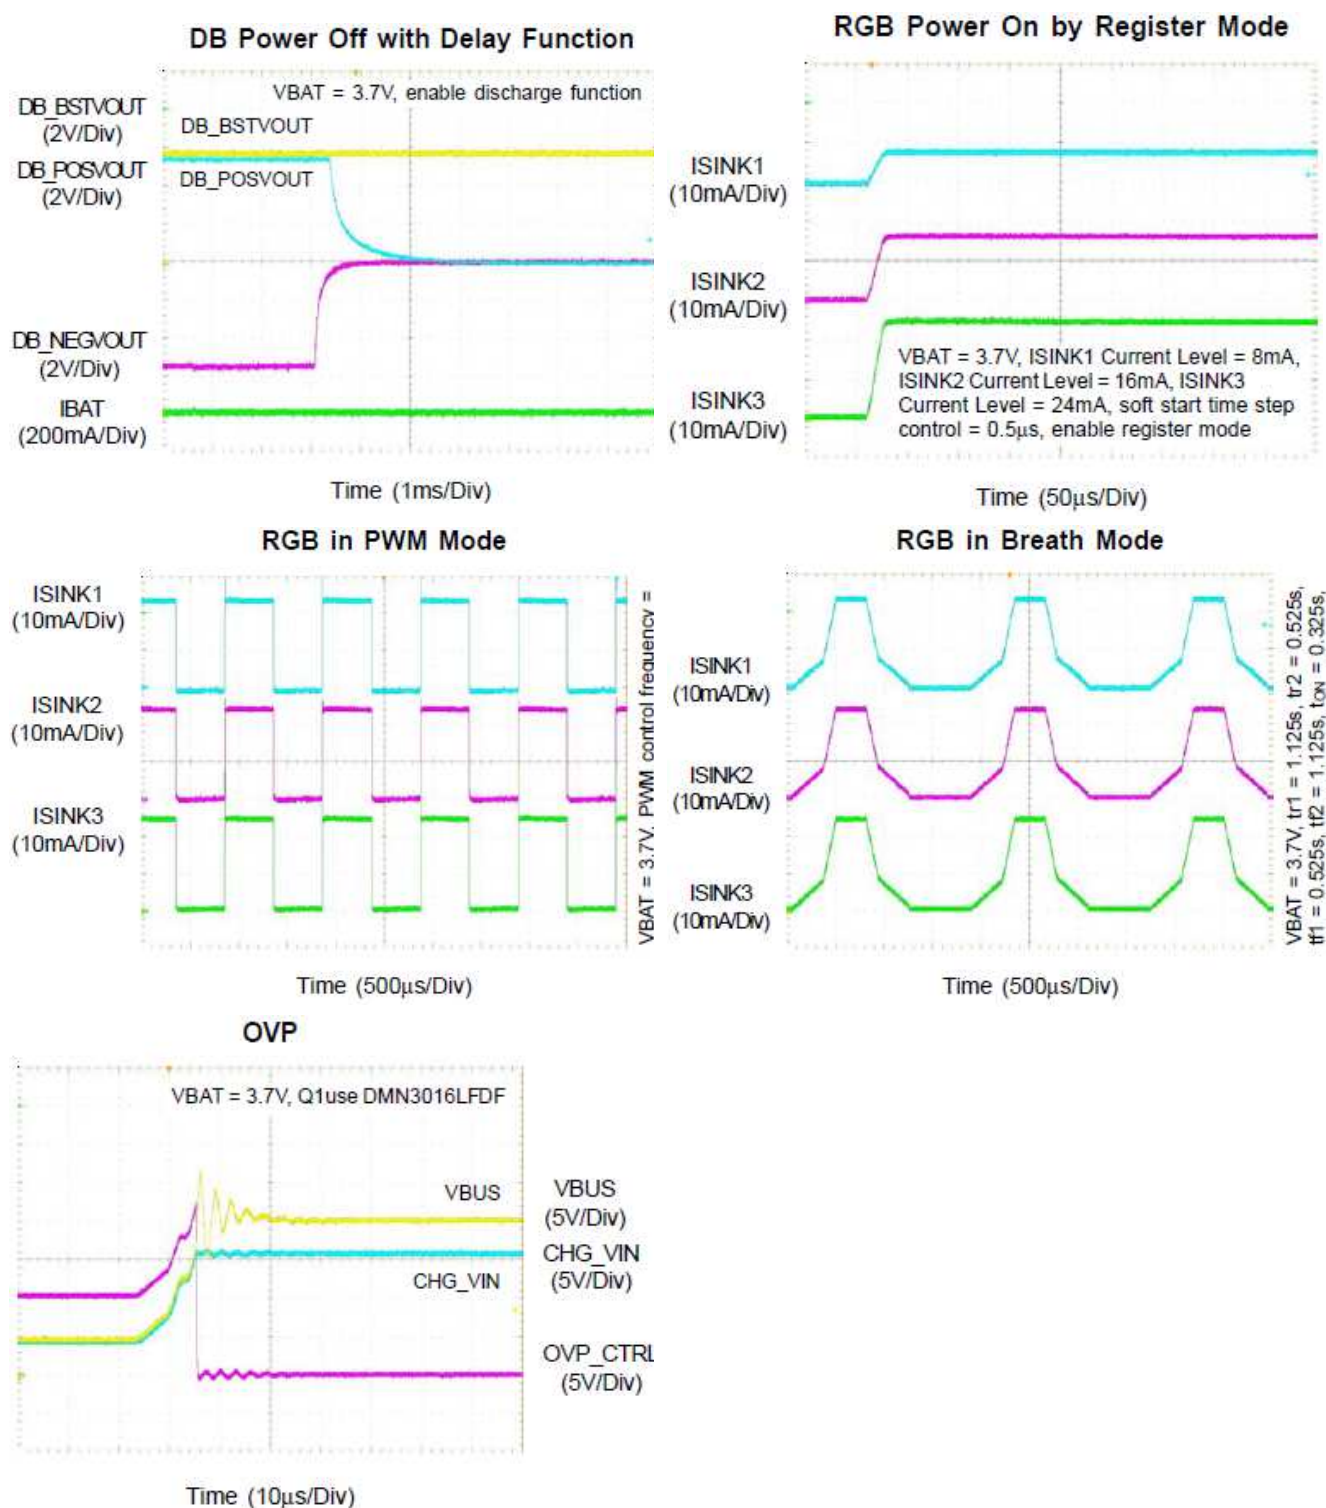 DB Power Off with Delay Function
VBAT = 3.7V, enable discharge function
DB_BSTVOUT
(2V/Div)
DB_BSTVOUT
DB_POSVOUT
(2V/Div)
DB_POSVOUT
DB_NEGVOUT
(2V/Div)
IBAT
(200mA/Div)
Time (1ms/Div)
RGB Power On by Register Mode
ISINK1
(10mA/Div)
ISINK2
(10mA/Div)
ISINK3
(10mA/Div)
VBAT = 3.7V, ISINK1 Current Level = 8mA,
ISINK2 Current Level = 16mA, ISINK3
Current Level = 24mA, soft start time step
control = 0.5μs, enable register mode
Time (50μs/Div)
RGB in PWM Mode
ISINK1
(10mA/Div)
ISINK2
(10mA/Div)
ISINK3
(10mA/Div)
VBAT = 3.7V. PWM control frequency =
Time (500μs/Div)
RGB in Breath Mode
ISINK1
(10mA/Div)
ISINK2
(10mA/Div)
ISINK3
(10mA/Div)
VBAT = 3.7V, tr1 = 1.125s, tr2 = 0.525s,
tf1 = 0.525s, tf2 = 1.125s, tON = 0.325s,
Time (500μs/Div)
OVP
VBAT = 3.7V, Q1use DMN3016LFDF
VBUS
VBUS
(5V/Div)
CHG_VIN
(5V/Div)
CHG_VIN
OVP_CTRL
(5V/Div)
Time (10μs/Div)